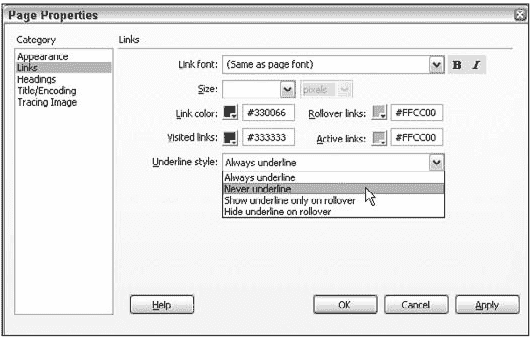 Page Properties
Category
Links
Appearance
Links
Headings
Title/Encoding
Tracing Image
Link font: (Same as page font) B I
Size: pixels
Link color: #330066 Rollover links: #FFCC00
Visited links: #333333 Active links: #FFCC00
Underline style: Always underline
Always underline
Never underline
Show underline only on rollover
Hide underline on rollover
Help OK Cancel Apply